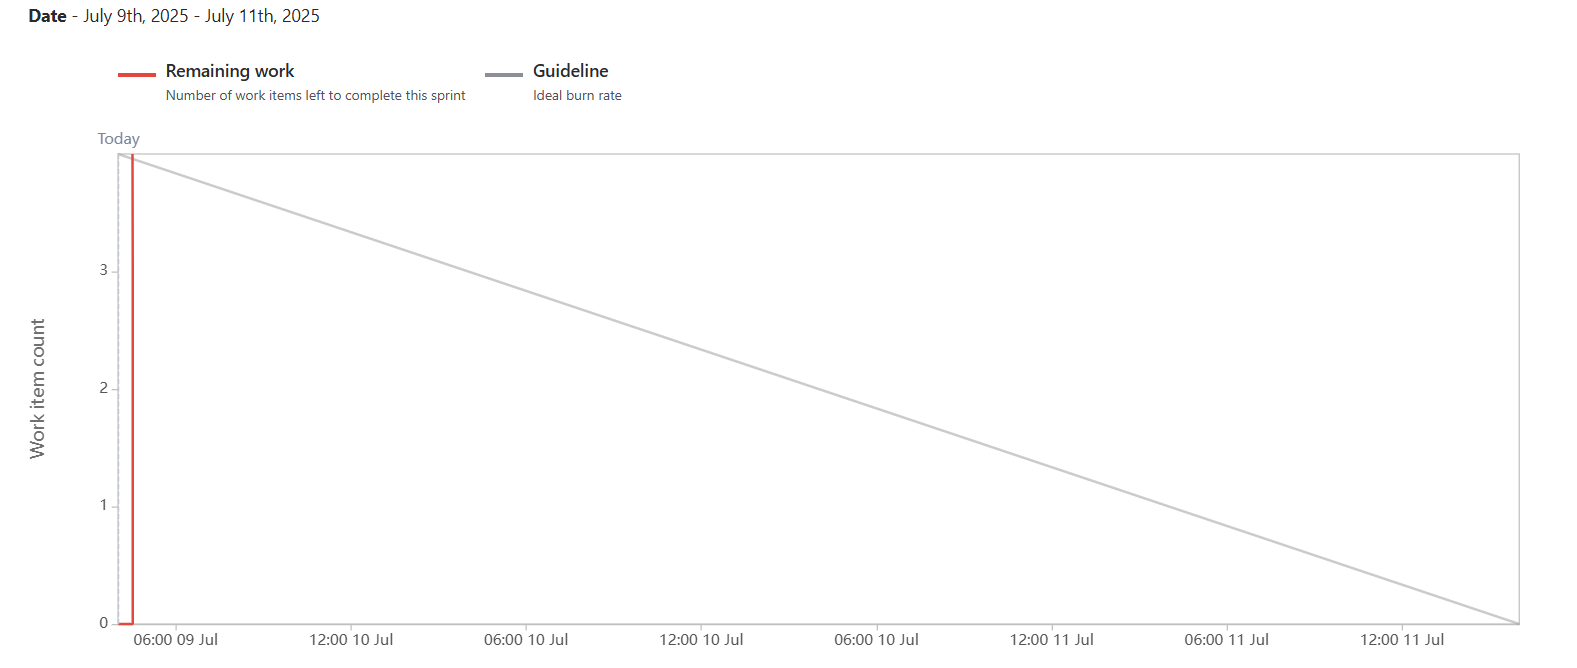 Date - July 9th, 2025 - July 11th, 2025
Remaining work
Number of work items left to complete this sprint
Guideline
Ideal burn rate
Today
Work item count
3
2
1
0
06:00 09 Jul
12:00 10 Jul
06:00 10 Jul
12:00 10 Jul
06:00 10 Jul
12:00 11 Jul
06:00 11 Jul
12:00 11 Jul